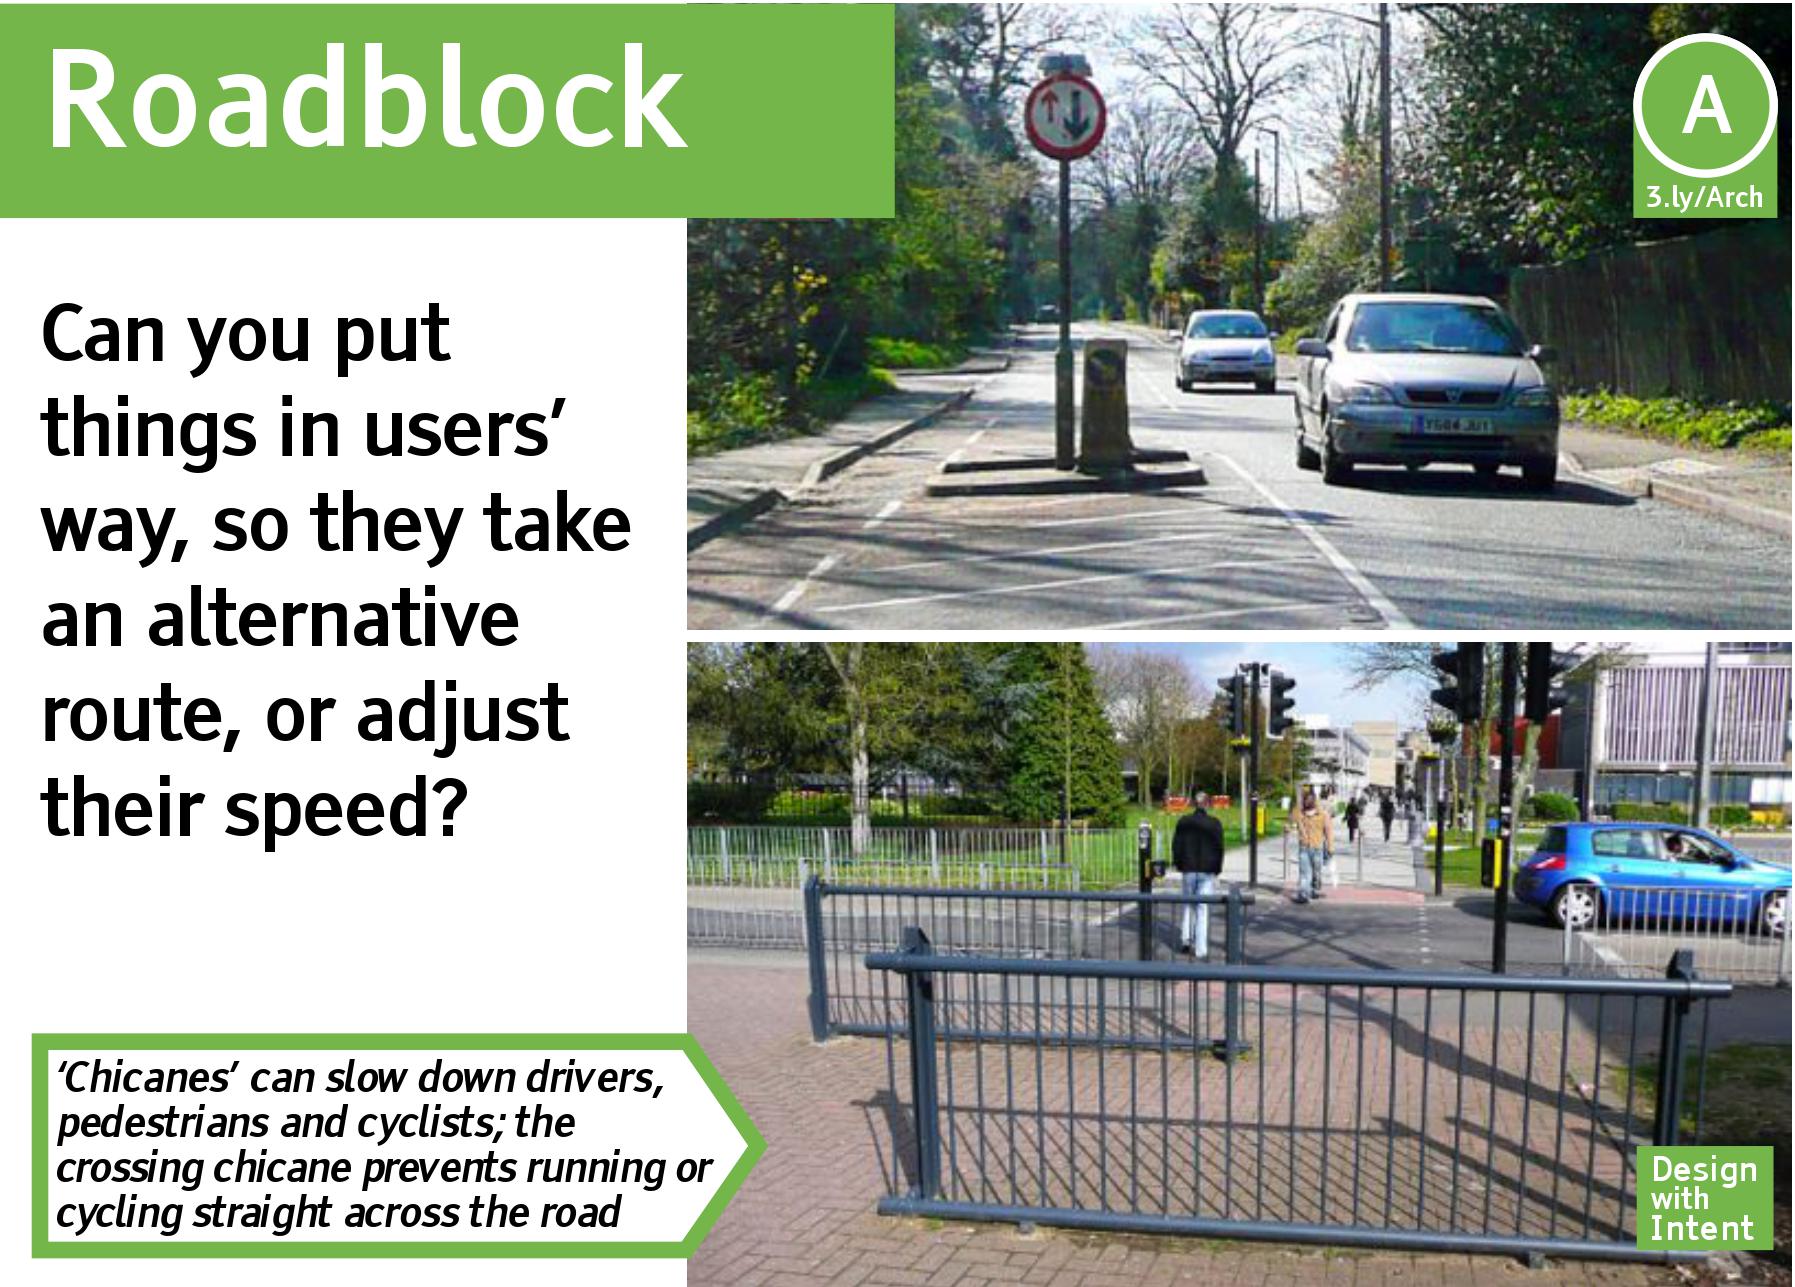 Roadblock
A
3.ly/Arch
Can you put
things in users’
way, so they take
an alternative
route, or adjust
their speed?
‘Chicanes’ can slow down drivers,
pedestrians and cyclists; the
crossing chicane prevents running or
cycling straight across the road
Design
with
Intent